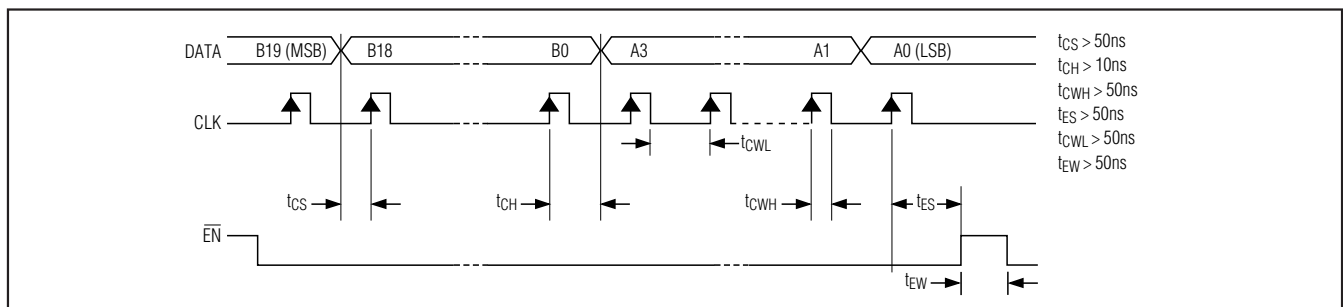 DATA
B19 (MSB)
B18
B0
A3
A1
A0 (LSB)
tCS > 50ns
tCH > 10ns
tCWH > 50ns
tES > 50ns
tCWL > 50ns
tEW > 50ns
CLK
tCWL
tCS
tCH
tCWH
tES
EN
tEW